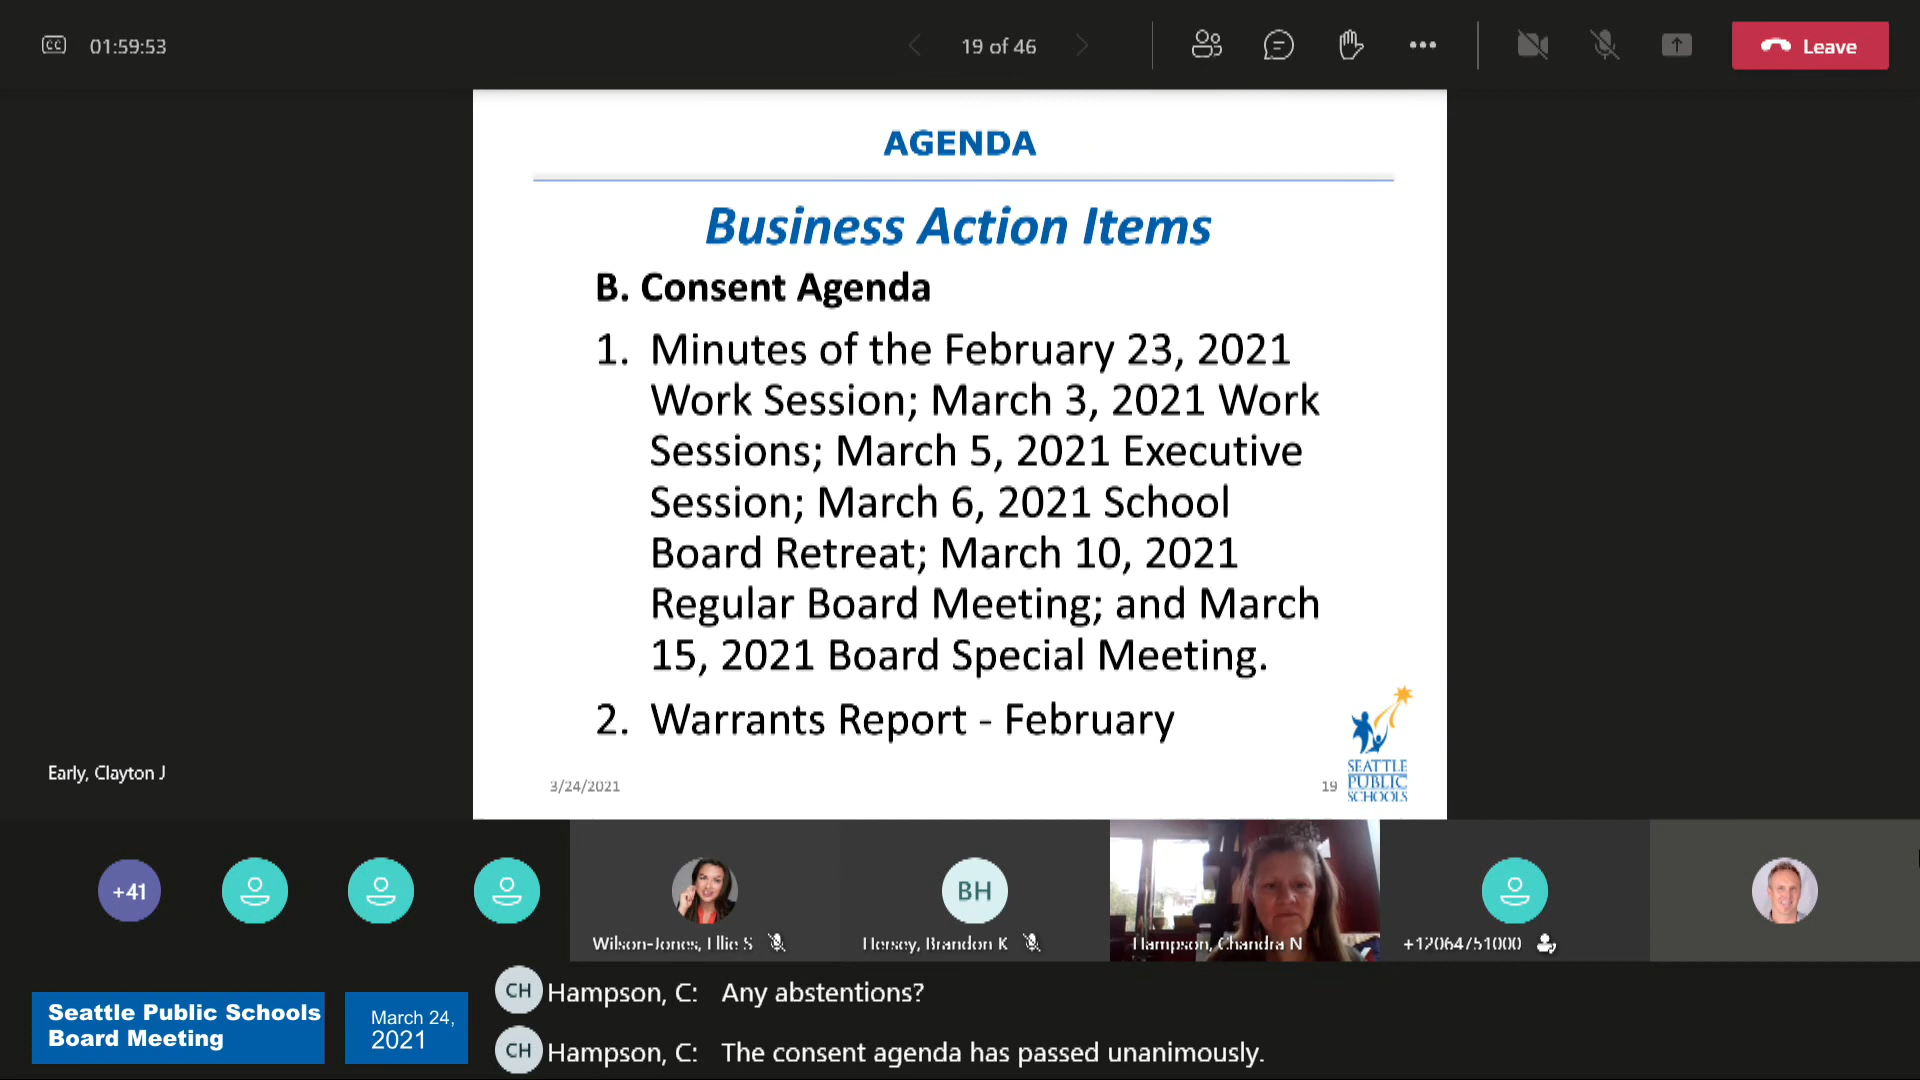 CC 01:59:53
19 of 46
Leave
AGENDA
Business Action Items
B. Consent Agenda
1. Minutes of the February 23, 2021
Work Session; March 3, 2021 Work
Sessions; March 5, 2021 Executive
Session; March 6, 2021 School
Board Retreat; March 10, 2021
Regular Board Meeting; and March
15, 2021 Board Special Meeting.
2. Warrants Report - February
3/24/2021
19
SEATTLE
PUBLIC
SCHOOLS
Early, Clayton J
+41
BH
Wilson-Jones, Ellie S
Hersey, Brandon K
Hampson, Chandra N
+12064751000
CH Hampson, C: Any abstentions?
CH Hampson, C: The consent agenda has passed unanimously.
Seattle Public Schools
Board Meeting
March 24,
2021